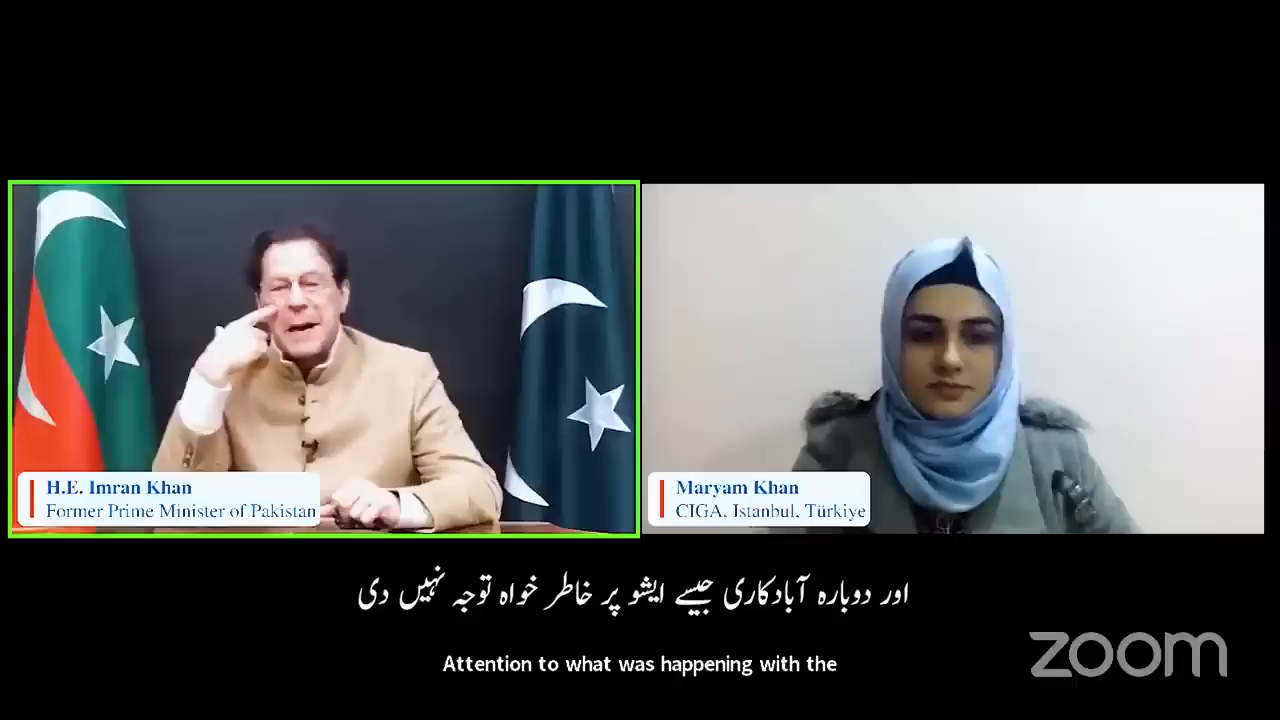 H.E. Imran Khan
Former Prime Minister of Pakistan
Maryam Khan
CIGA, Istanbul, Türkiye
اور دوبارہ آبادکاری جیسے ایشو پر خاطر خواہ توجہ نہیں دی
Attention to what was happening with the
zoom